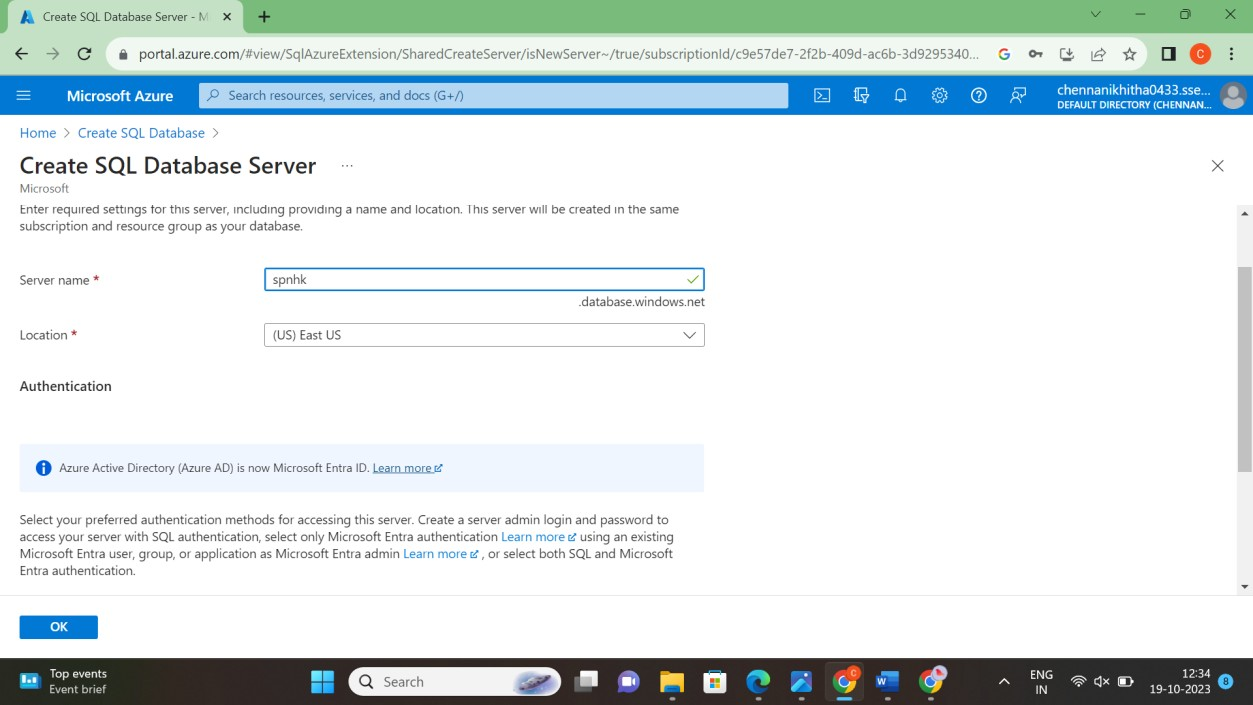 Create SQL Database Server - M
portal.azure.com/#view/SqlAzureExtension/SharedCreateServer/isNewServer~/true/subscriptionId/c9e57de7-2f2b-409d-ac6b-3d9295340...
G
C
Microsoft Azure
Search resources, services, and docs (G+/)
chennanikhitha0433.sse...
DEFAULT DIRECTORY (CHENNAN...
Home > Create SQL Database >
Create SQL Database Server ...
Microsoft
Enter required settings for this server, including providing a name and location. This server will be created in the same
subscription and resource group as your database.
Server name *
spnhk
.database.windows.net
Location *
(US) East US
Authentication
Azure Active Directory (Azure AD) is now Microsoft Entra ID. Learn more
Select your preferred authentication methods for accessing this server. Create a server admin login and password to
access your server with SQL authentication, select only Microsoft Entra authentication Learn more using an existing
Microsoft Entra user, group, or application as Microsoft Entra admin Learn more , or select both SQL and Microsoft
Entra authentication.
OK
Top events
Event brief
Search
C
W
ENG
IN
12:34
19-10-2023
8